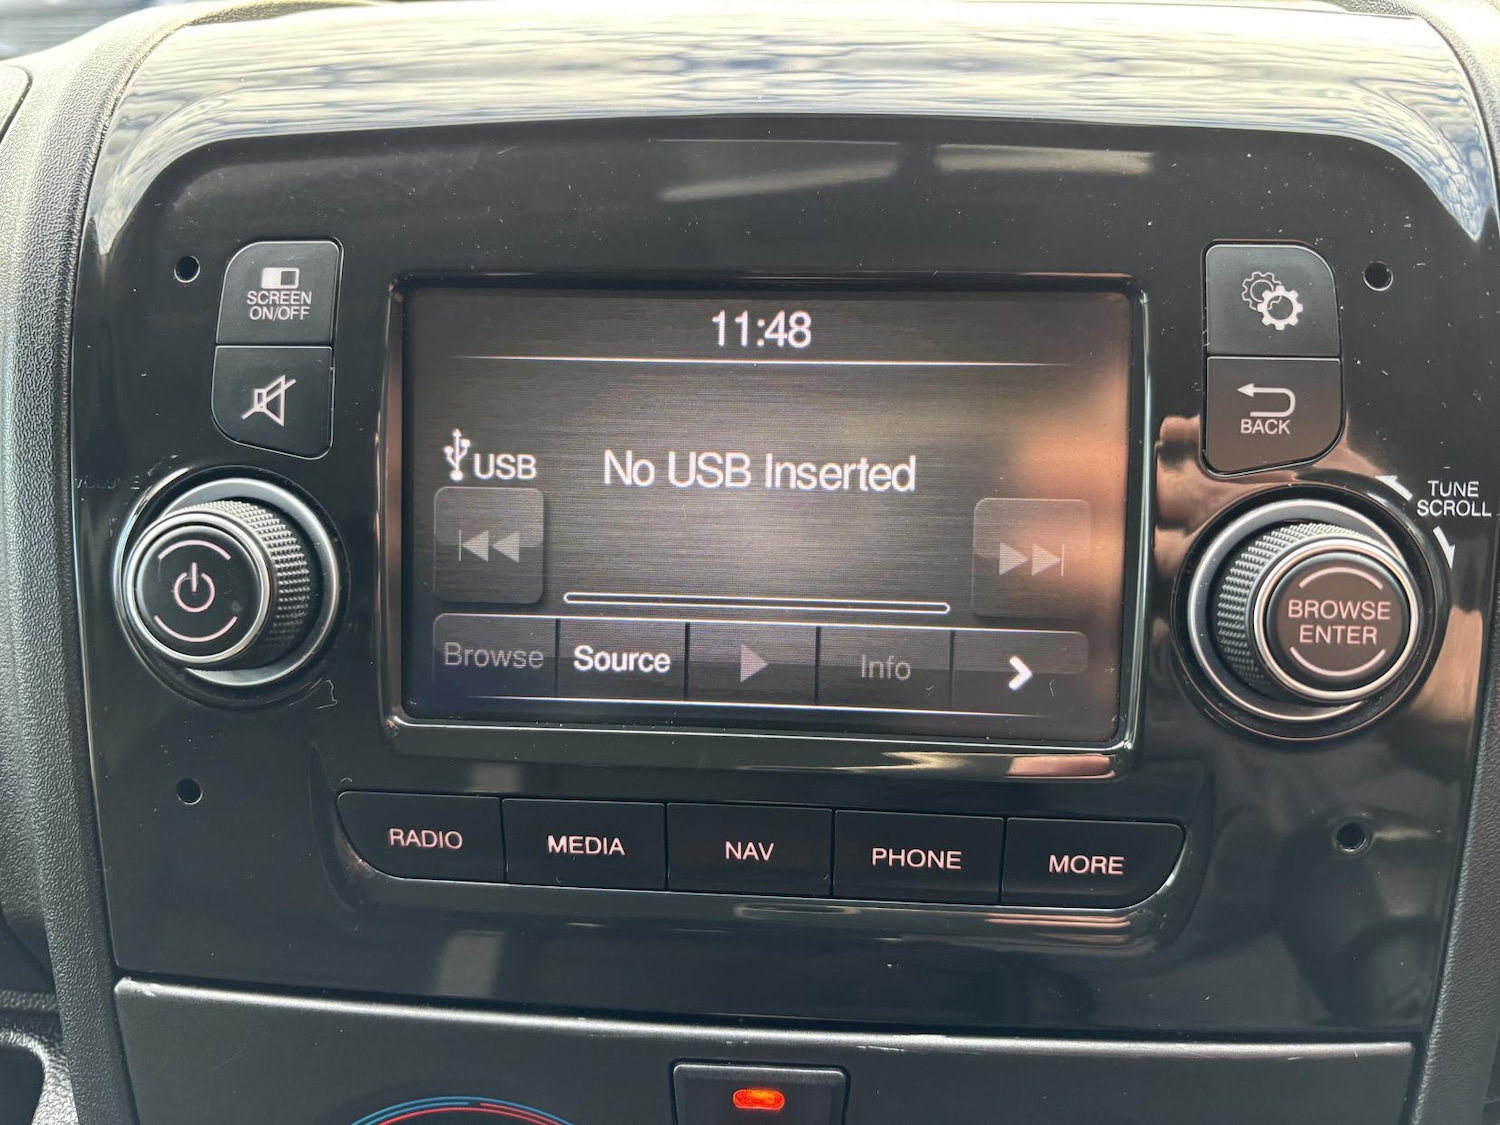 11:48
SCREEN
ON/OFF
BACK
USB
No USB Inserted
TUNE
SCROLL
BROWSE
ENTER
Browse
Source
Info
RADIO
MEDIA
NAV
PHONE
MORE